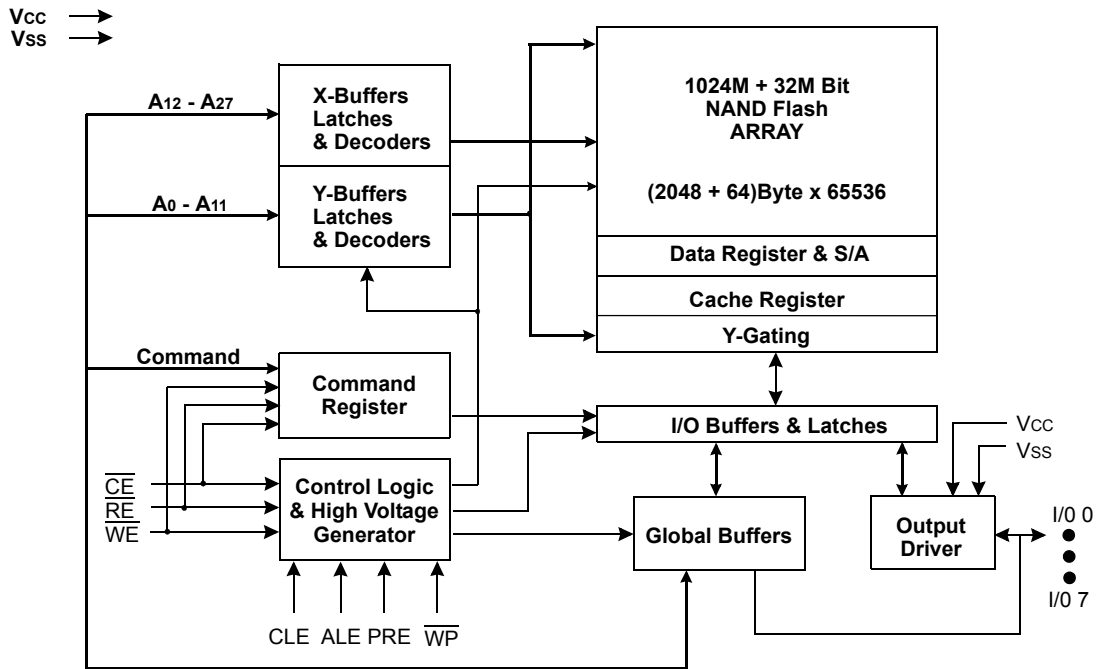 VCC
VSS
A12 - A27
X-Buffers
Latches
& Decoders
A0 - A11
Y-Buffers
Latches
& Decoders
1024M + 32M Bit
NAND Flash
ARRAY
(2048 + 64)Byte x 65536
Data Register & S/A
Cache Register
Y-Gating
Command
Command
Register
I/O Buffers & Latches
VCC
VSS
CE
RE
WE
Control Logic
& High Voltage
Generator
Global Buffers
Output
Driver
I/0 0
I/0 7
CLE ALE PRE WP